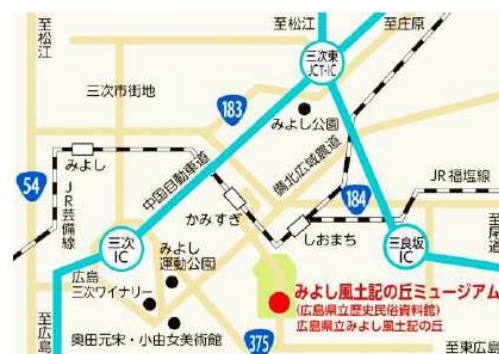 至松江
至松江
至庄原
三次東
JCT・IC
三次市街地
183
みよし公園
備北広域農道
みよし
中国自動車道
54
JR芸備線
かみすぎ
184
JR福塩線
しおまち
三次
IC
みよし
運動公園
三良坂
IC
至尾道
広島
三次ワイナリー
みよし風土記の丘ミュージアム
(広島県立歴史民俗資料館)
広島県立みよし風土記の丘
至広島
奥田元宋・小由女美術館
375
至東広島